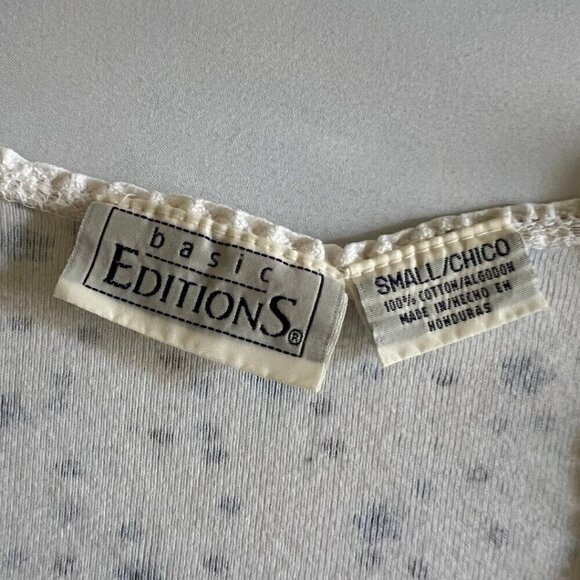 basic
EDITIONS®
SMALL/CHICO
100% COTTON/ALGODON
MADE IN/HECHO EN
HONDURAS